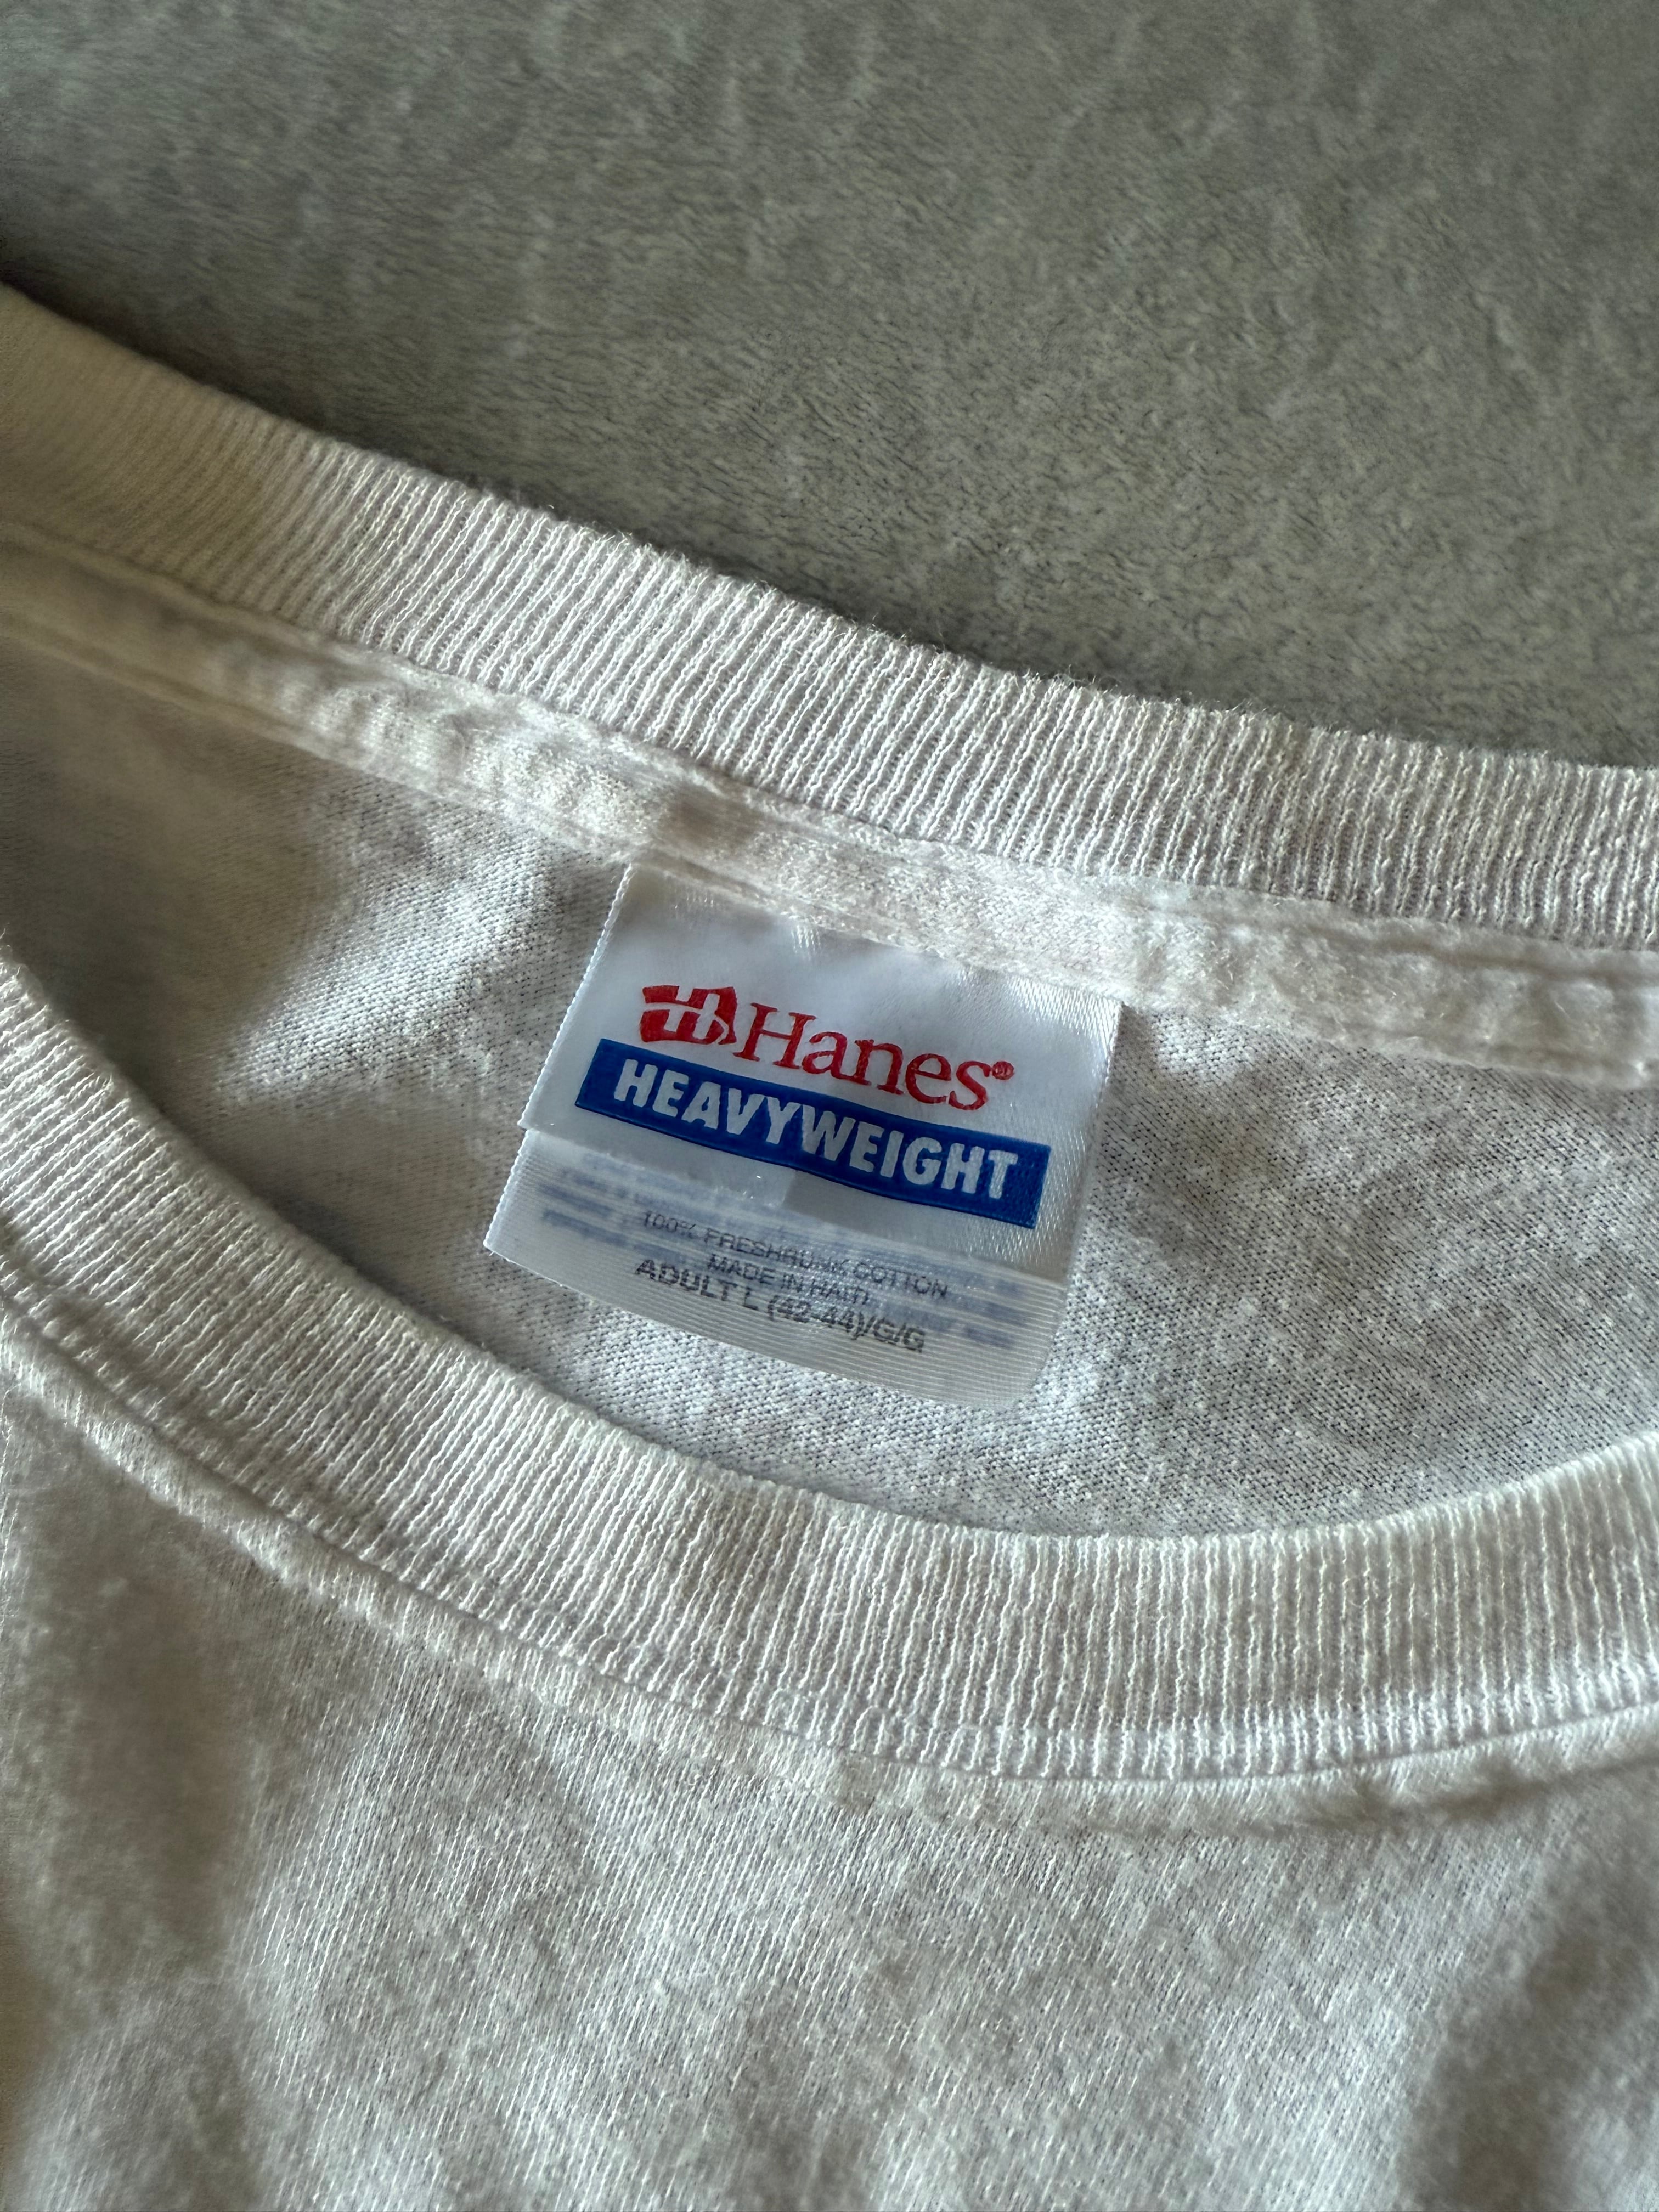 Hanes®
HEAVYWEIGHT
100% FRESHRUNK COTTON
MADE IN HAITI
ADULT L (42-44)/G/G